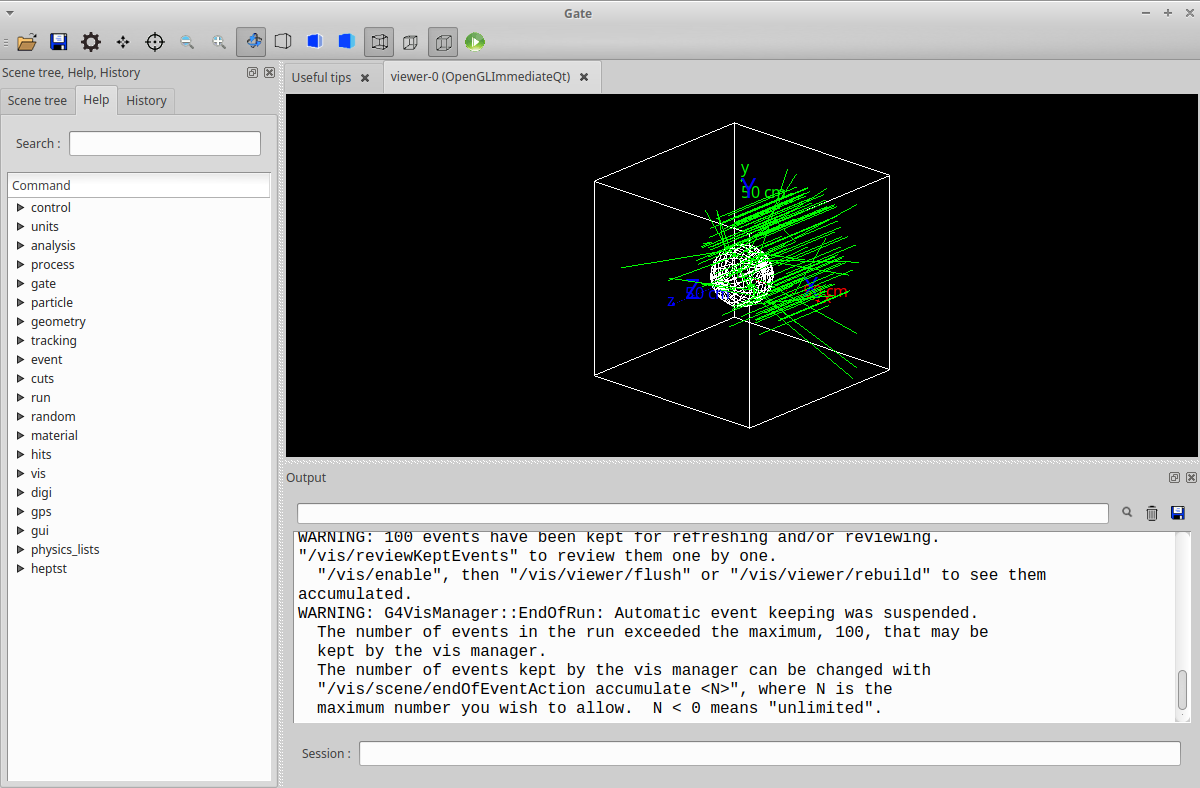 Gate
Scene tree, Help, History
Scene tree
Help
History
Search :
Command
control
units
analysis
process
gate
particle
geometry
tracking
event
cuts
run
random
material
hits
vis
digi
gps
gui
physics_lists
heptst
Useful tips
viewer-0 (OpenGLImmediateQt)
y
Y
50 cm
z
Z
50 cm
cm
Output
WARNING: 100 events have been kept for refreshing and/or reviewing.
"/vis/reviewKeptEvents" to review them one by one.
"/vis/enable", then "/vis/viewer/flush" or "/vis/viewer/rebuild" to see them
accumulated.
WARNING: G4VisManager::EndOfRun: Automatic event keeping was suspended.
The number of events in the run exceeded the maximum, 100, that may be
kept by the vis manager.
The number of events kept by the vis manager can be changed with
"/vis/scene/endOfEventAction accumulate <N>", where N is the
maximum number you wish to allow.  N < 0 means "unlimited".
Session :